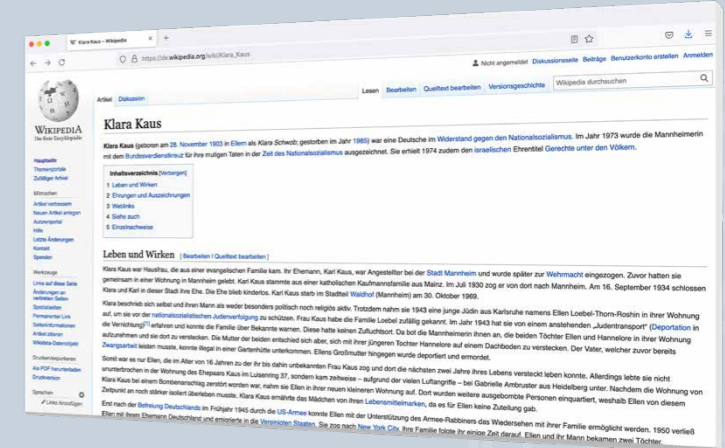 Klara Kaus – Wikipedia
https://de.wikipedia.org/wiki/Klara_Kaus
Nicht angemeldet Diskussionsseite Beiträge Benutzerkonto erstellen Anmelden
Artikel Diskussion
Lesen Bearbeiten Quelltext bearbeiten Versionsgeschichte
Wikipedia durchsuchen
WIKIPEDIA
Die freie Enzyklopädie
Hauptseite
Themenportale
Zufälliger Artikel
Mitmachen
Artikel verbessern
Neuen Artikel anlegen
Autorenportal
Hilfe
Letzte Änderungen
Kontakt
Spenden
Werkzeuge
Links auf diese Seite
Änderungen an
verlinkten Seiten
Spezialseiten
Permanenter Link
Seiteninformationen
Artikel zitieren
Wikidata-Datenobjekt
Drucken/exportieren
Als PDF herunterladen
Druckversion
Sprachen
Links hinzufügen
Klara Kaus
Klara Kaus (geboren am 28. November 1903 in Ellern als Klara Schwob; gestorben im Jahr 1985) war eine Deutsche im Widerstand gegen den Nationalsozialismus. Im Jahr 1973 wurde die Mannheimerin
mit dem Bundesverdienstkreuz für ihre mutigen Taten in der Zeit des Nationalsozialismus ausgezeichnet. Sie erhielt 1974 zudem den israelischen Ehrentitel Gerechte unter den Völkern.
Inhaltsverzeichnis [Verbergen]
1 Leben und Wirken
2 Ehrungen und Auszeichnungen
3 Weblinks
4 Siehe auch
5 Einzelnachweise
Leben und Wirken [ Bearbeiten | Quelltext bearbeiten ]
Klara Kaus war Hausfrau, die aus einer evangelischen Familie kam. Ihr Ehemann, Karl Kaus, war Angestellter bei der Stadt Mannheim und wurde später zur Wehrmacht eingezogen. Zuvor hatten sie
gemeinsam in einer Wohnung in Mannheim gelebt. Karl Kaus stammte aus einer katholischen Kaufmannsfamilie aus Mainz. Im Juli 1930 zog er von dort nach Mannheim. Am 16. September 1934 schlossen
Klara und Karl in dieser Stadt ihre Ehe. Die Ehe blieb kinderlos. Karl Kaus starb im Stadtteil Waldhof (Mannheim) am 30. Oktober 1969.
Klara beschrieb sich selbst und ihren Mann als weder besonders politisch noch religiös aktiv. Trotzdem nahm sie 1943 eine junge Jüdin aus Karlsruhe namens Ellen Loebel-Thorn-Roshin in ihrer Wohnung
auf, um sie vor der nationalsozialistischen Judenverfolgung zu schützen. Frau Kaus habe die Familie Loebel zufällig gekannt. Im Jahr 1943 hat sie von einem anstehenden „Judentransport" (Deportation in
die Vernichtung)[1] erfahren und konnte die Familie über Bekannte warnen. Diese hatte keinen Zufluchtsort. Da bot die Mannheimerin ihnen an, die beiden Töchter Ellen und Hannelore in ihrer Wohnung
aufzunehmen und sie dort zu verstecken. Die Mutter der beiden entschied sich aber, sich mit ihrer jüngeren Tochter Hannelore auf einem Dachboden zu verstecken. Der Vater, welcher zuvor bereits
Zwangsarbeit leisten musste, konnte illegal in einer Gartenhütte unterkommen. Ellens Großmutter hingegen wurde deportiert und ermordet.
Somit war es nur Ellen, die im Alter von 16 Jahren zu der ihr bis dahin unbekannten Frau Kaus zog und dort die nächsten zwei Jahre ihres Lebens versteckt leben konnte. Allerdings lebte sie nicht
ununterbrochen in der Wohnung des Ehepaars Kaus im Luisenring 37, sondern kam zeitweise – aufgrund der vielen Luftangriffe – bei Gabrielle Ambruster aus Heidelberg unter. Nachdem die Wohnung von
Klara Kaus bei einem Bombenanschlag zerstört worden war, nahm sie Ellen in ihrer neuen kleineren Wohnung auf. Dort wurden weitere ausgebombte Personen einquartiert, weshalb Ellen von diesem
Zeitpunkt an noch stärker isoliert überleben musste. Klara Kaus ernährte das Mädchen von ihren Lebensmittelmarken, da es für Ellen keine Zuteilung gab.
Erst nach der Befreiung Deutschlands im Frühjahr 1945 durch die US-Armee konnte Ellen mit der Unterstützung des Armee-Rabbiners das Wiedersehen mit ihrer Familie ermöglicht werden. 1950 verließ
Ellen mit ihrem Ehemann Deutschland und emigrierte in die Vereinigten Staaten. Sie zog nach New York City. Ihre Familie folgte ihr einige Zeit darauf. Ellen und ihr Mann bekamen zwei Töchter.